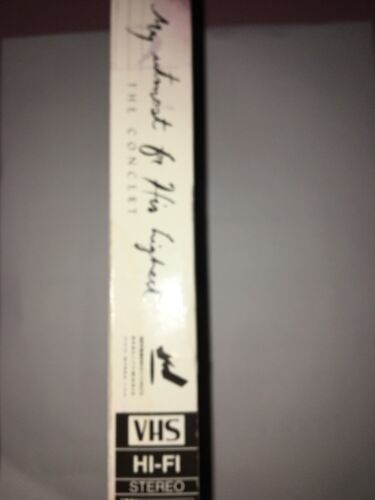 My utmost for His highest
THE CONCERT
VHS
HI-FI
STEREO